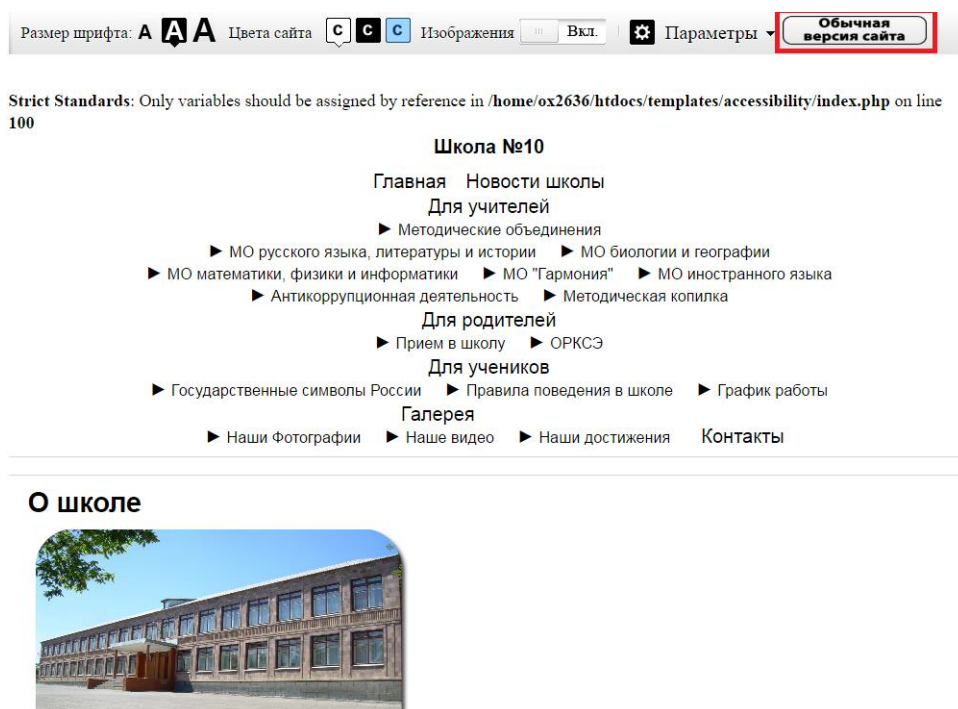 Размер шрифта: А А А Цвета сайта С С С Изображения Вкл. Параметры Обычная
версия сайта
Strict Standards: Only variables should be assigned by reference in /home/ox2636/htdocs/templates/accessibility/index.php on line
100
Школа №10
Главная Новости школы
Для учителей
► Методические объединения
► МО русского языка, литературы и истории ► МО биологии и географии
► МО математики, физики и информатики ► МО "Гармония" ► МО иностранного языка
► Антикоррупционная деятельность ► Методическая копилка
Для родителей
► Прием в школу ► ОРКСЭ
Для учеников
► Государственные символы России ► Правила поведения в школе ► График работы
Галерея
► Наши Фотографии ► Наше видео ► Наши достижения Контакты
О школе